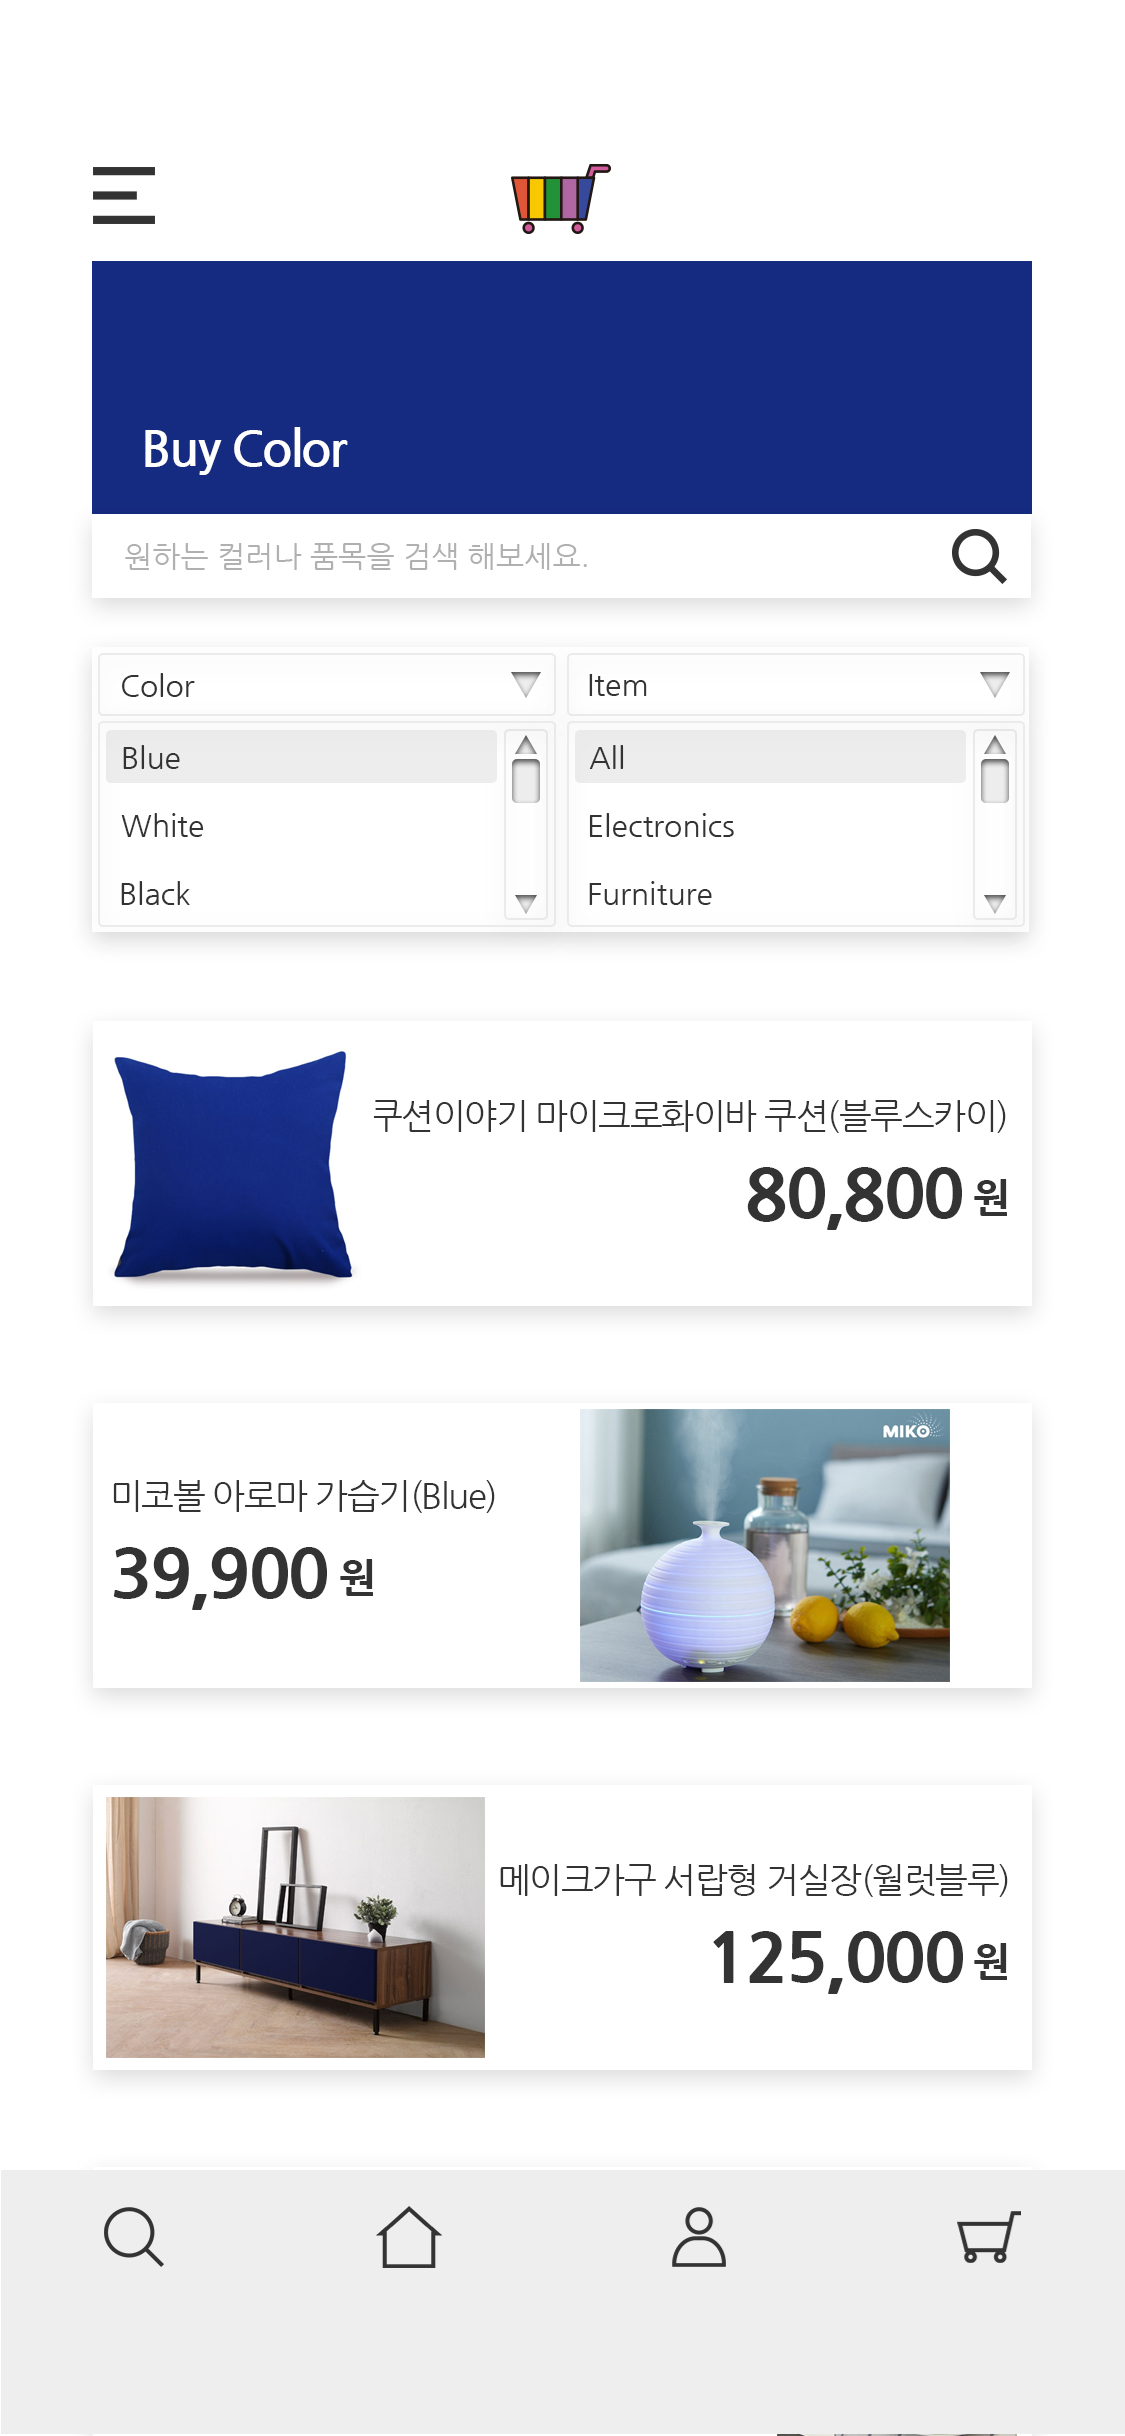 Buy Color
원하는 컬러나 품목을 검색 해보세요.
Color
Item
Blue
All
White
Electronics
Black
Furniture
쿠션이야기 마이크로화이바 쿠션(블루스카이)
80,800 원
MIKO
미코볼 아로마 가습기(Blue)
39,900 원
메이크가구 서랍형 거실장(월럿블루)
125,000 원